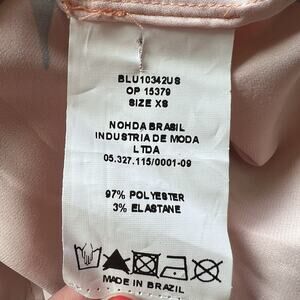 BLU10342US
OP 15379
SIZE XS
NOHDA BRASIL
INDUSTRIA DE MODA
LTDA
05.327.115/0001-09
97% POLYESTER
3% ELASTANE
MADE IN BRAZIL